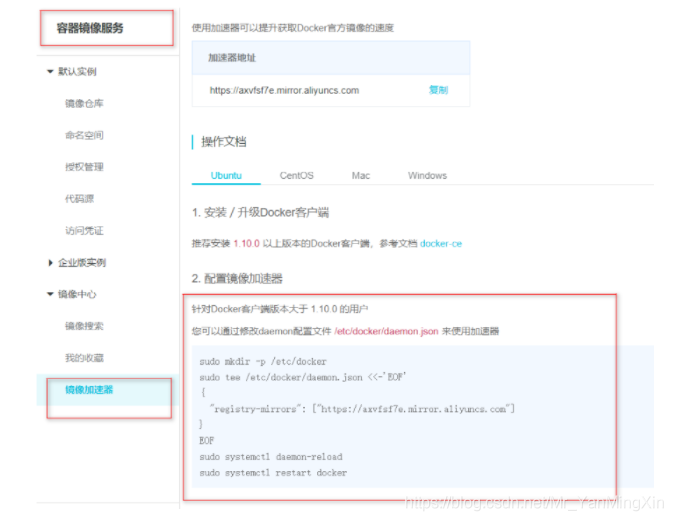 容器镜像服务
默认实例
镜像仓库
命名空间
授权管理
代码源
访问凭证
企业版实例
镜像中心
镜像搜索
我的收藏
镜像加速器
使用加速器可以提升获取Docker官方镜像的速度
加速器地址
https://axvfsf7e.mirror.aliyuncs.com 复制
操作文档
Ubuntu CentOS Mac Windows
1. 安装 / 升级Docker客户端
推荐安装 1.10.0 以上版本的Docker客户端，参考文档 docker-ce
2. 配置镜像加速器
针对Docker客户端版本大于 1.10.0 的用户
您可以通过修改daemon配置文件 /etc/docker/daemon.json 来使用加速器
sudo mkdir -p /etc/docker
sudo tee /etc/docker/daemon.json <<-'EOF'
{
"registry-mirrors": ["https://axvfsf7e.mirror.aliyuncs.com"]
}
EOF
sudo systemctl daemon-reload
sudo systemctl restart docker
https://blog.csdn.net/Mr_YanMingXin